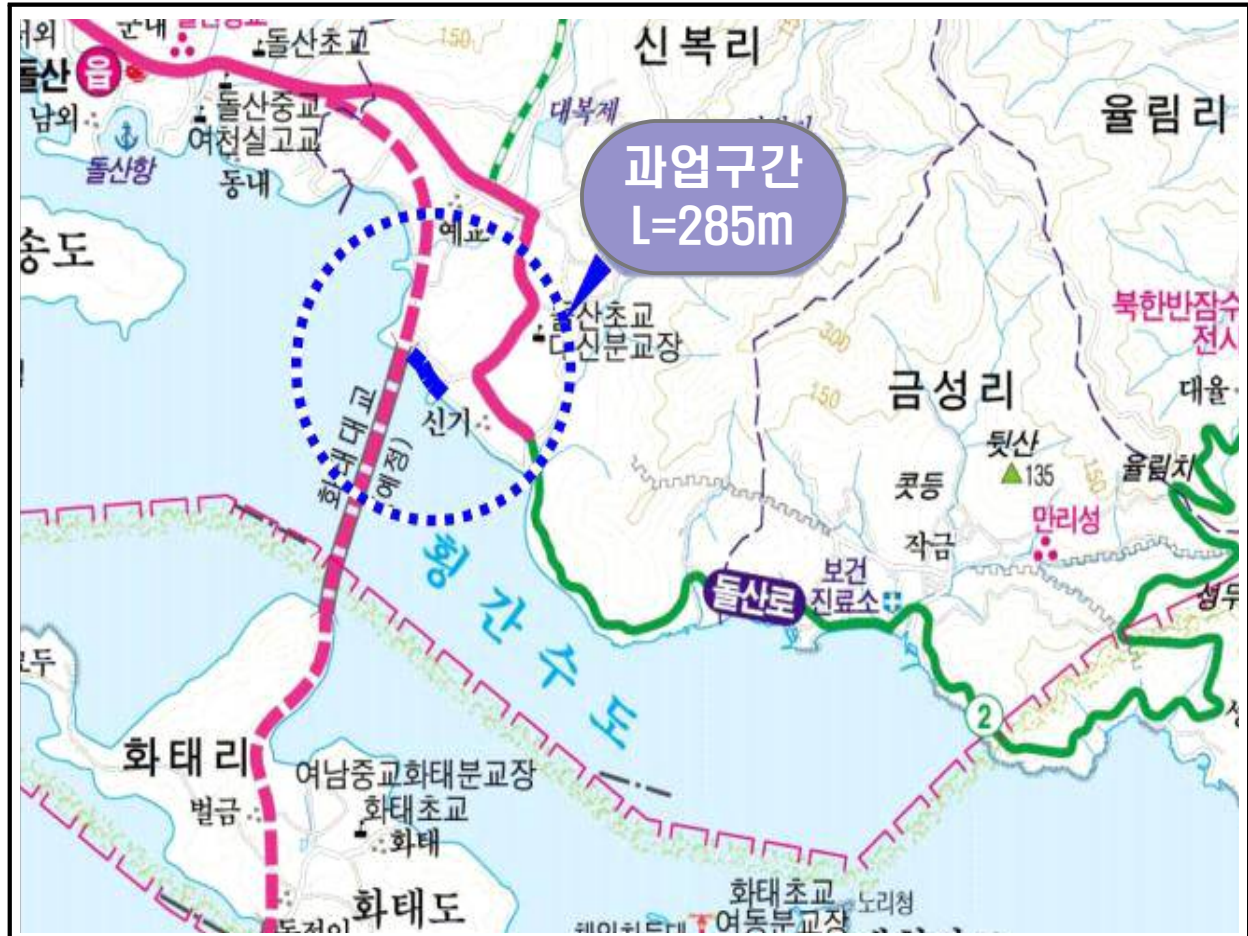 군내
돌산초교
150
신복리
돌산 읍
남외
돌산중교
여천실고교
대복제
율림리
돌산항
동내
과업구간
L=285m
예교
송도
북한반잠수
전시
300
돌산초교
150
금성리
대율
신기
뒷산
135
율림치
150
콧등
만리성
작금
횡간수도
돌산로
보건
진료소
2
화태리
여남중교화태분교장
벌금
화태초교
화태
화태도
화태초교
여동분교장
노리청